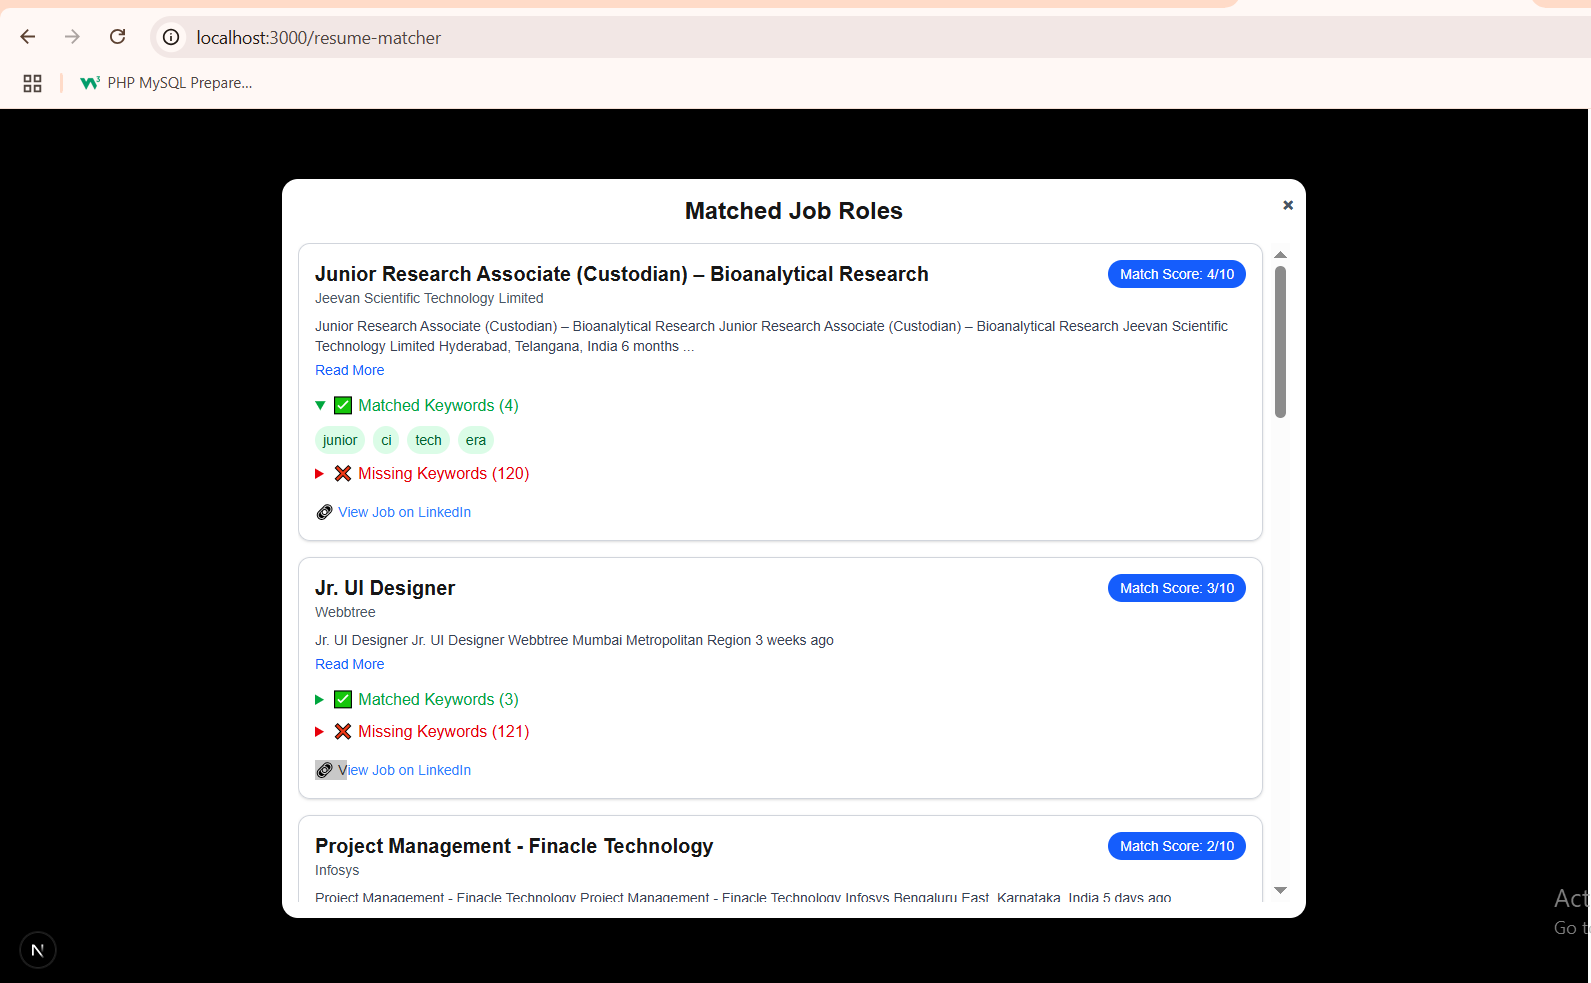 localhost:3000/resume-matcher
PHP MySQL Prepare...
Matched Job Roles
Junior Research Associate (Custodian) – Bioanalytical Research
Match Score: 4/10
Jeevan Scientific Technology Limited
Junior Research Associate (Custodian) – Bioanalytical Research Junior Research Associate (Custodian) – Bioanalytical Research Jeevan Scientific
Technology Limited Hyderabad, Telangana, India 6 months ...
Read More
Matched Keywords (4)
junior ci tech era
Missing Keywords (120)
View Job on LinkedIn
Jr. UI Designer
Match Score: 3/10
Webbtree
Jr. UI Designer Jr. UI Designer Webbtree Mumbai Metropolitan Region 3 weeks ago
Read More
Matched Keywords (3)
Missing Keywords (121)
View Job on LinkedIn
Project Management - Finacle Technology
Match Score: 2/10
Infosys
Project Management - Finacle Technology Project Management - Finacle Technology Infosys Bengaluru East, Karnataka, India 5 days ago
Act
Go t
N